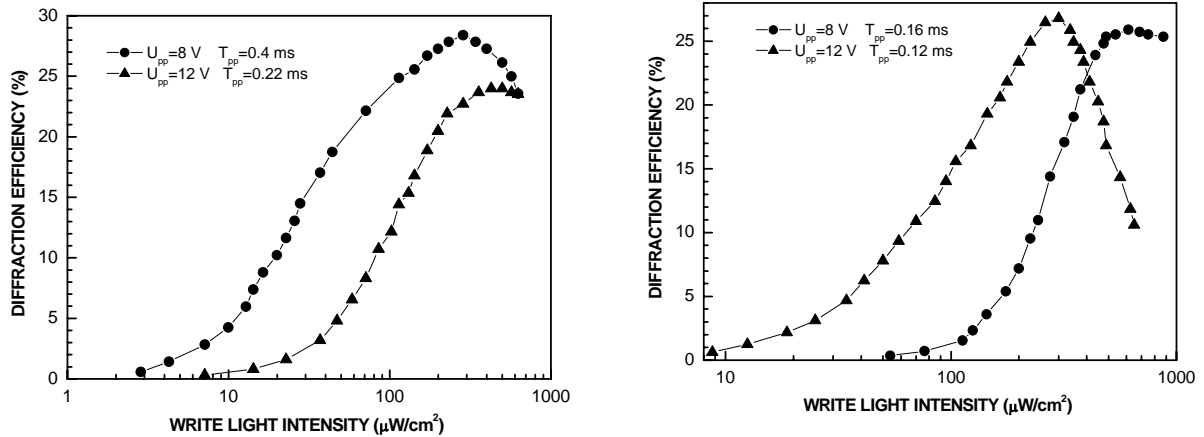 30
25
20
15
10
5
0
DIFFRACTION EFFICIENCY (%)
U_pp=8 V T_pp=0.4 ms
U_pp=12 V T_pp=0.22 ms
1 10 100 1000
WRITE LIGHT INTENSITY (μW/cm²)
25
20
15
10
5
0
DIFFRACTION EFFICIENCY (%)
U_pp=8 V T_pp=0.16 ms
U_pp=12 V T_pp=0.12 ms
10 100 1000
WRITE LIGHT INTENSITY (μW/cm²)